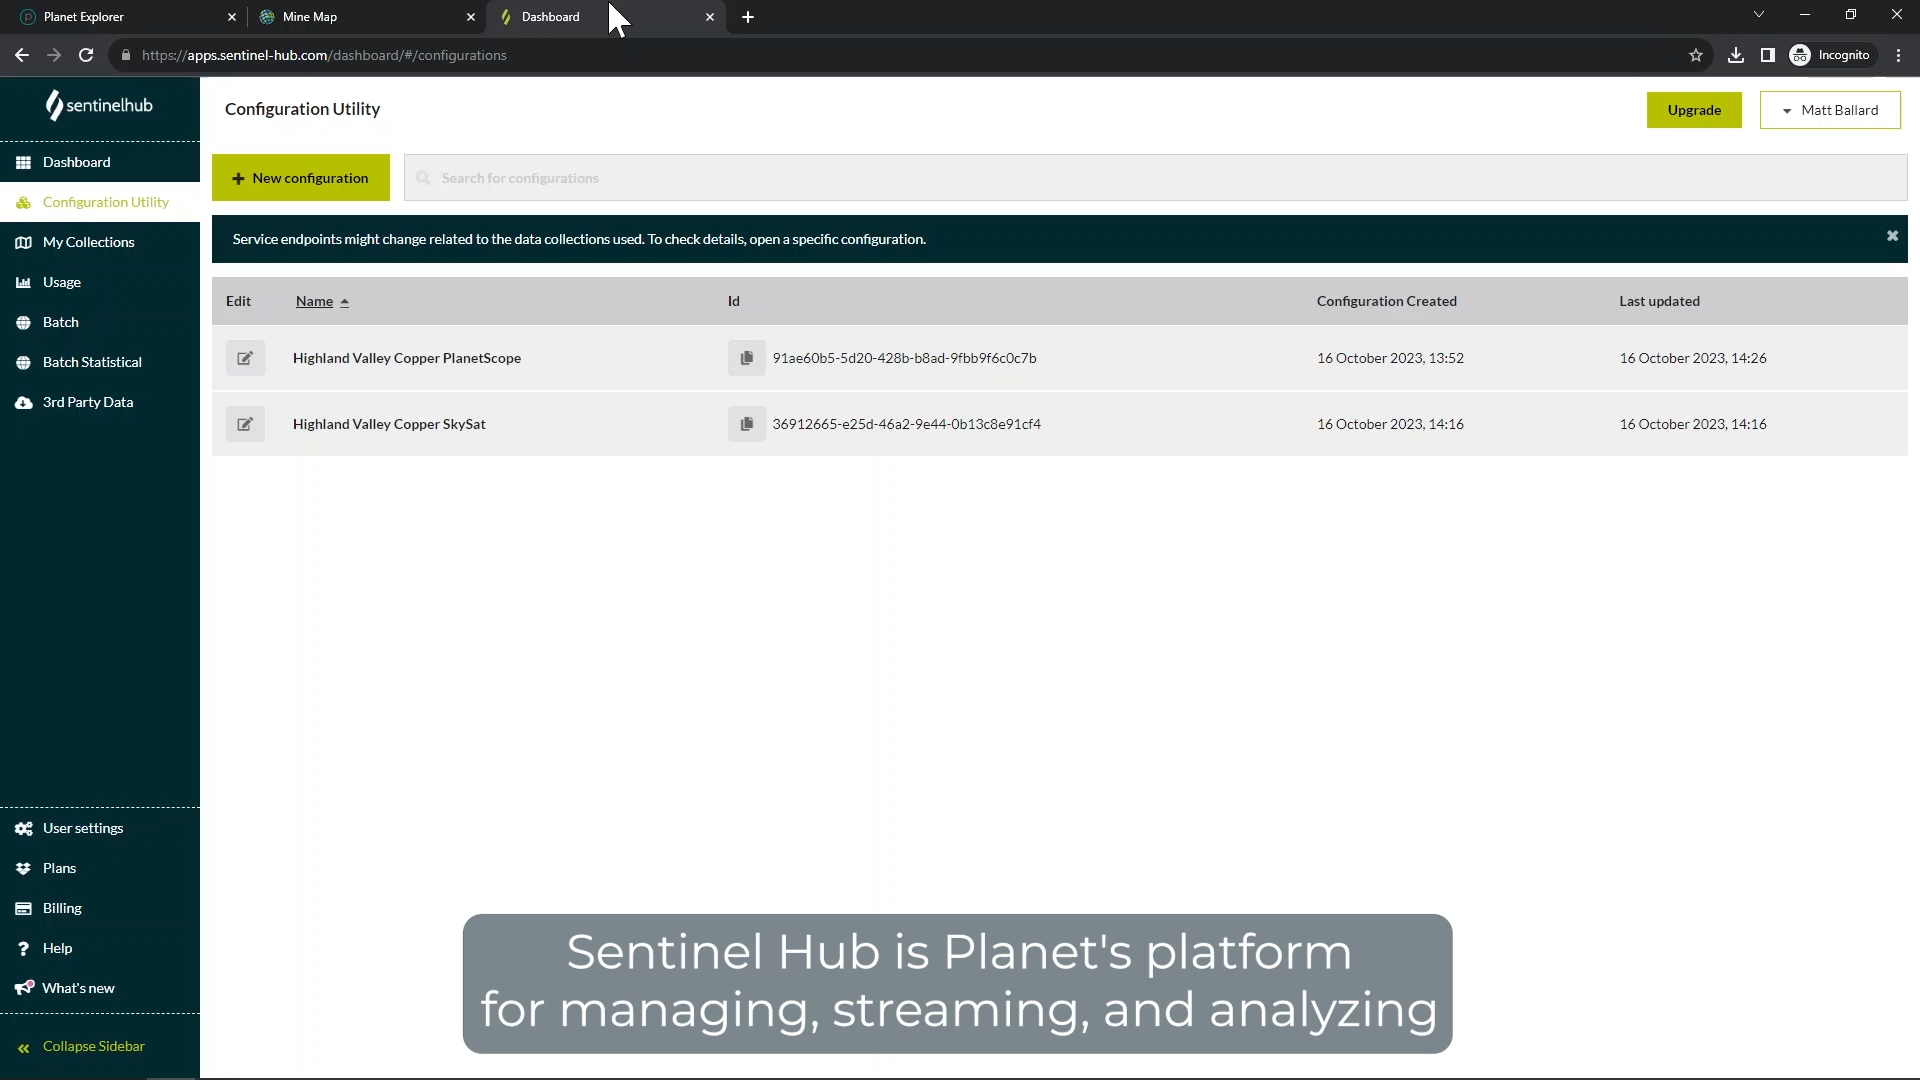 Planet Explorer
Mine Map
Dashboard
https://apps.sentinel-hub.com/dashboard/#/configurations
Incognito
sentinelhub
Configuration Utility
Upgrade
Matt Ballard
Dashboard
Configuration Utility
My Collections
Usage
Batch
Batch Statistical
3rd Party Data
New configuration
Search for configurations
Service endpoints might change related to the data collections used. To check details, open a specific configuration.
Edit Name Id Configuration Created Last updated
Highland Valley Copper PlanetScope 91ae60b5-5d20-428b-b8ad-9fbb9f6c0c7b 16 October 2023, 13:52 16 October 2023, 14:26
Highland Valley Copper SkySat 36912665-e25d-46a2-9e44-0b13c8e91cf4 16 October 2023, 14:16 16 October 2023, 14:16
User settings
Plans
Billing
Help
What's new
Collapse Sidebar
Sentinel Hub is Planet's platform
for managing, streaming, and analyzing